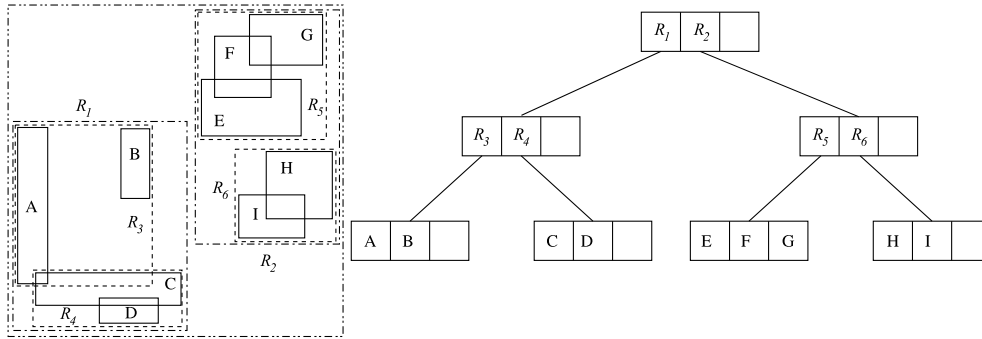 G
F
R₁
E
R₅
B
H
R₆
A
I
R₃
R₂
C
R₄
D
R₁ R₂
R₃ R₄
R₅ R₆
A B
C D
E F G
H I